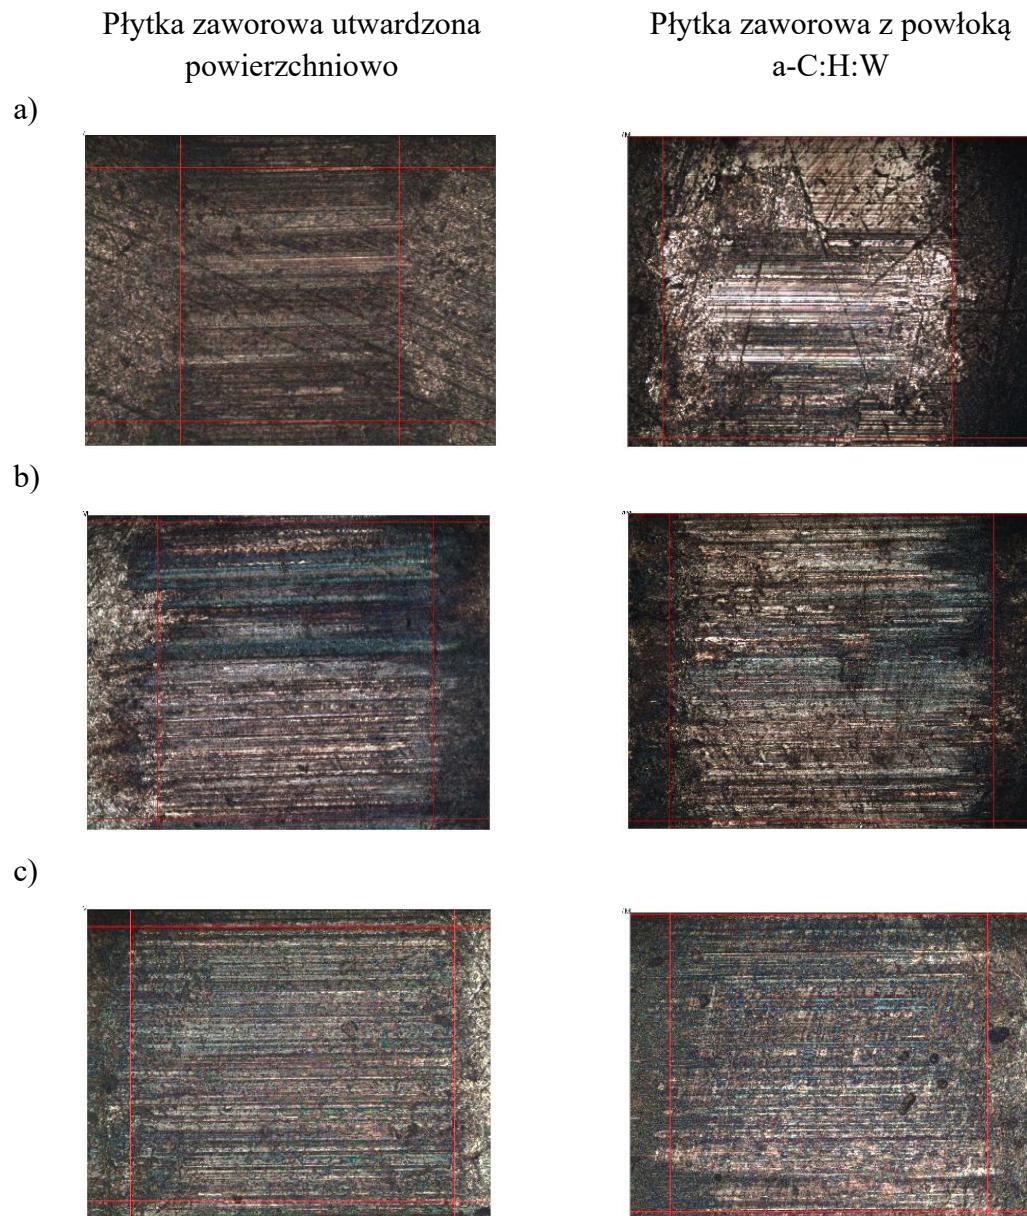 Płytka zaworowa utwardzona
powierzchniowo
Płytka zaworowa z powłoką
a-C:H:W
a)
b)
c)